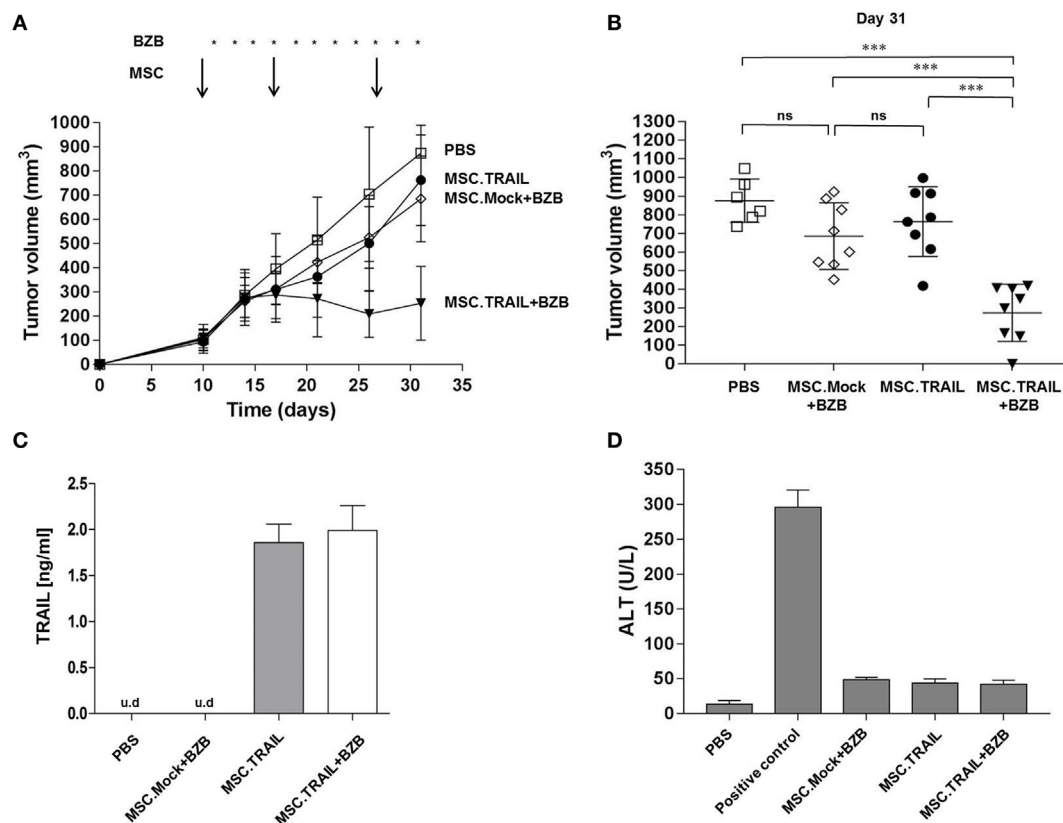 A
BZB * * * * * * * * * * *
MSC
1000
900
800
700
600
500
400
300
200
100
0
Tumor volume (mm3)
0 5 10 15 20 25 30 35
Time (days)
PBS
MSC.TRAIL
MSC.Mock+BZB
MSC.TRAIL+BZB
B
Day 31
***
***
***
ns ns
1300
1200
1100
1000
900
800
700
600
500
400
300
200
100
0
Tumor volume (mm3)
PBS MSC.Mock MSC.TRAIL MSC.TRAIL
+BZB +BZB
C
2.5
2.0
1.5
1.0
0.5
0.0
TRAIL [ng/ml]
u.d u.d
PBS
MSC.Mock+BZB
MSC.TRAIL
MSC.TRAIL+BZB
D
350
300
250
200
150
100
50
0
ALT (U/L)
PBS
Positive control
MSC.Mock+BZB
MSC.TRAIL
MSC.TRAIL+BZB